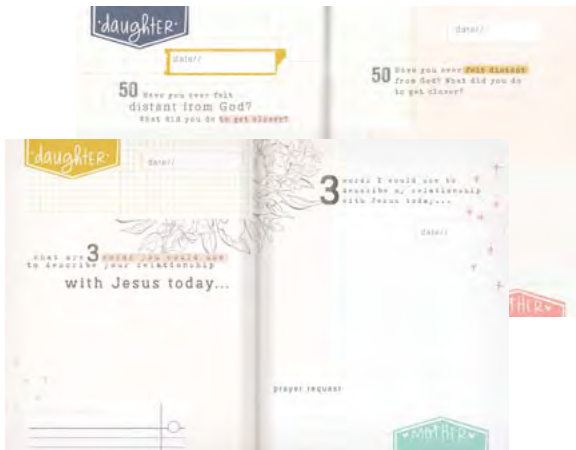 ·daughter·
date//
50 Have you ever felt
distant from God?
What did you do to get closer?
date//
50 Have you ever felt distant
from God? What did you do
to get closer?
·daughter·
date//
what are 3 words you would use
to describe your relationship
with Jesus today...
3 words I would use to
describe my relationship
with Jesus today...
date//
prayer request
MOTHER